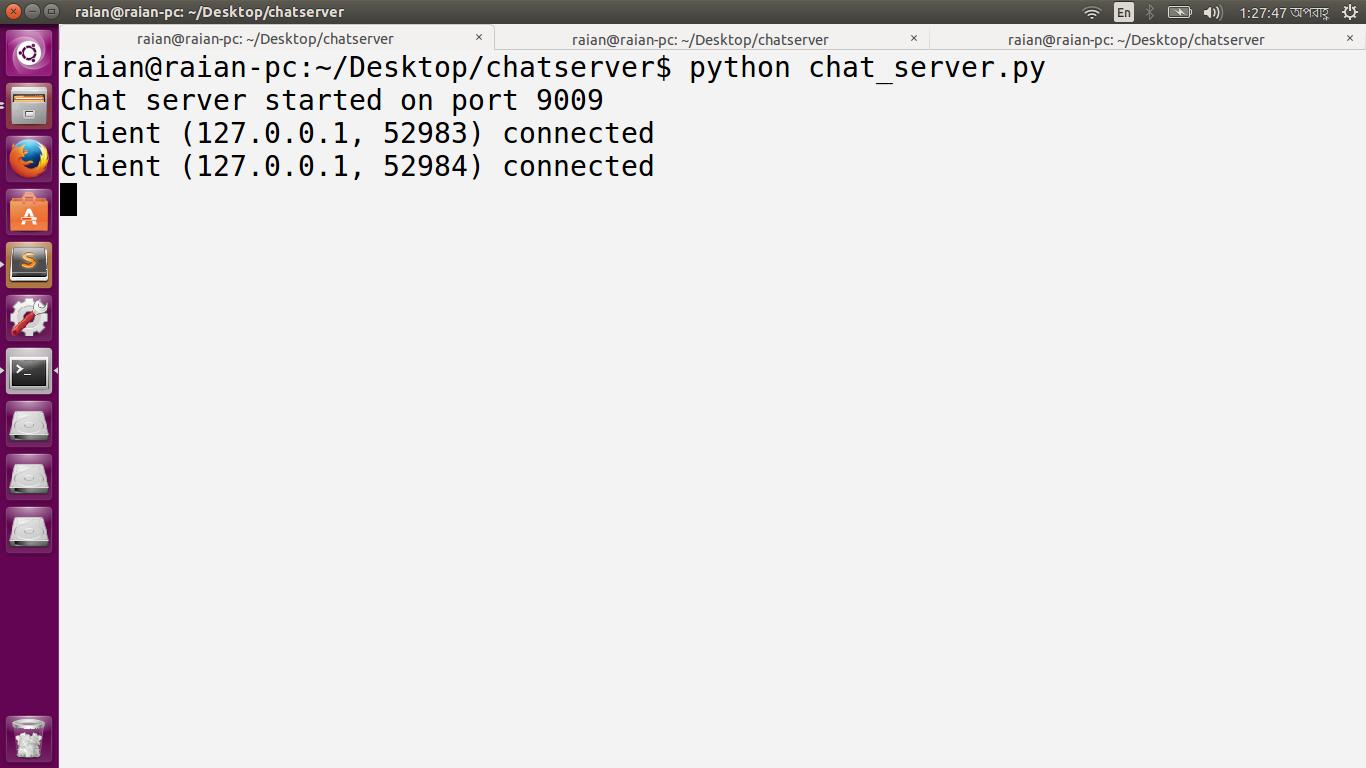 raian@raian-pc: ~/Desktop/chatserver
En
1:27:47 অপরাহ্ণ
raian@raian-pc: ~/Desktop/chatserver ×
raian@raian-pc: ~/Desktop/chatserver ×
raian@raian-pc: ~/Desktop/chatserver ×
raian@raian-pc:~/Desktop/chatserver$ python chat_server.py
Chat server started on port 9009
Client (127.0.0.1, 52983) connected
Client (127.0.0.1, 52984) connected